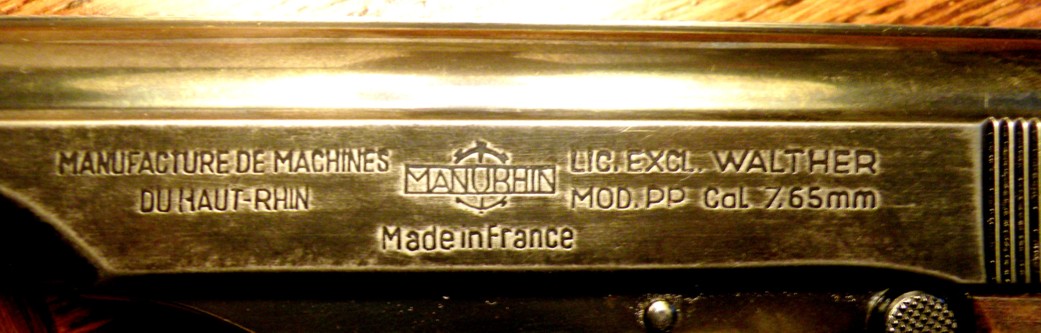 MANUFACTURE DE MACHINES
DU HAUT-RHIN
MANURHIN
LIC. EXCL. WALTHER
MOD. PP Cal. 7.65mm
Made in France